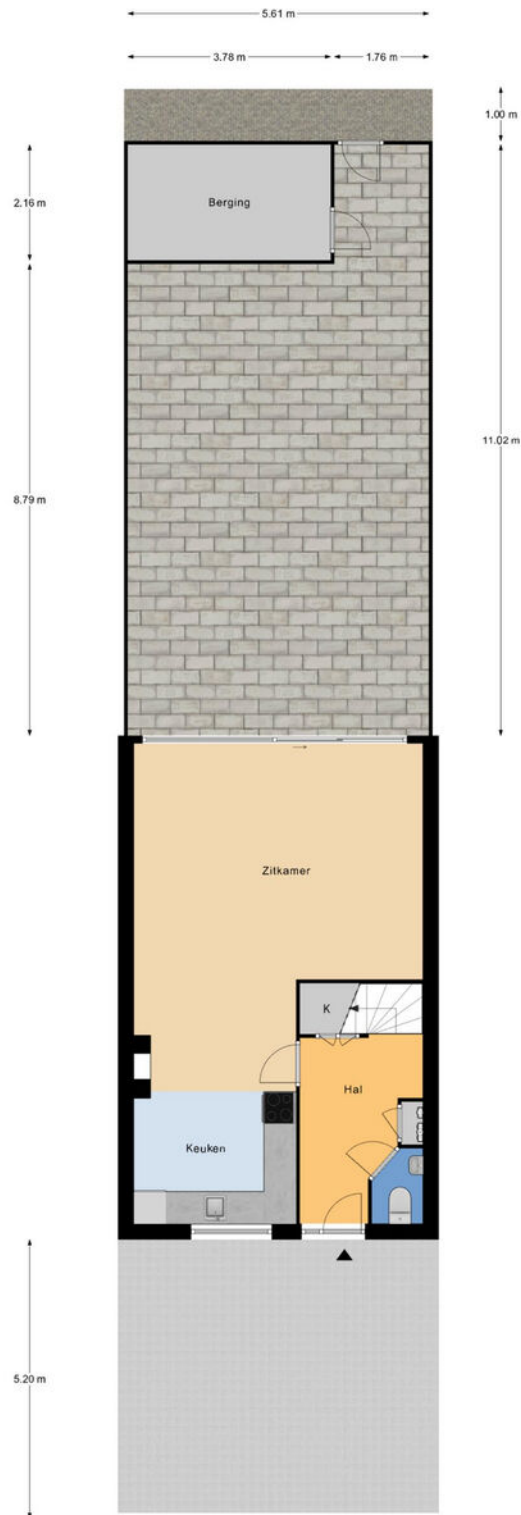 5.61 m
3.78 m
1.76 m
1.00 m
2.16 m
Berging
11.02 m
8.79 m
Zitkamer
K
Hal
Keuken
5.20 m